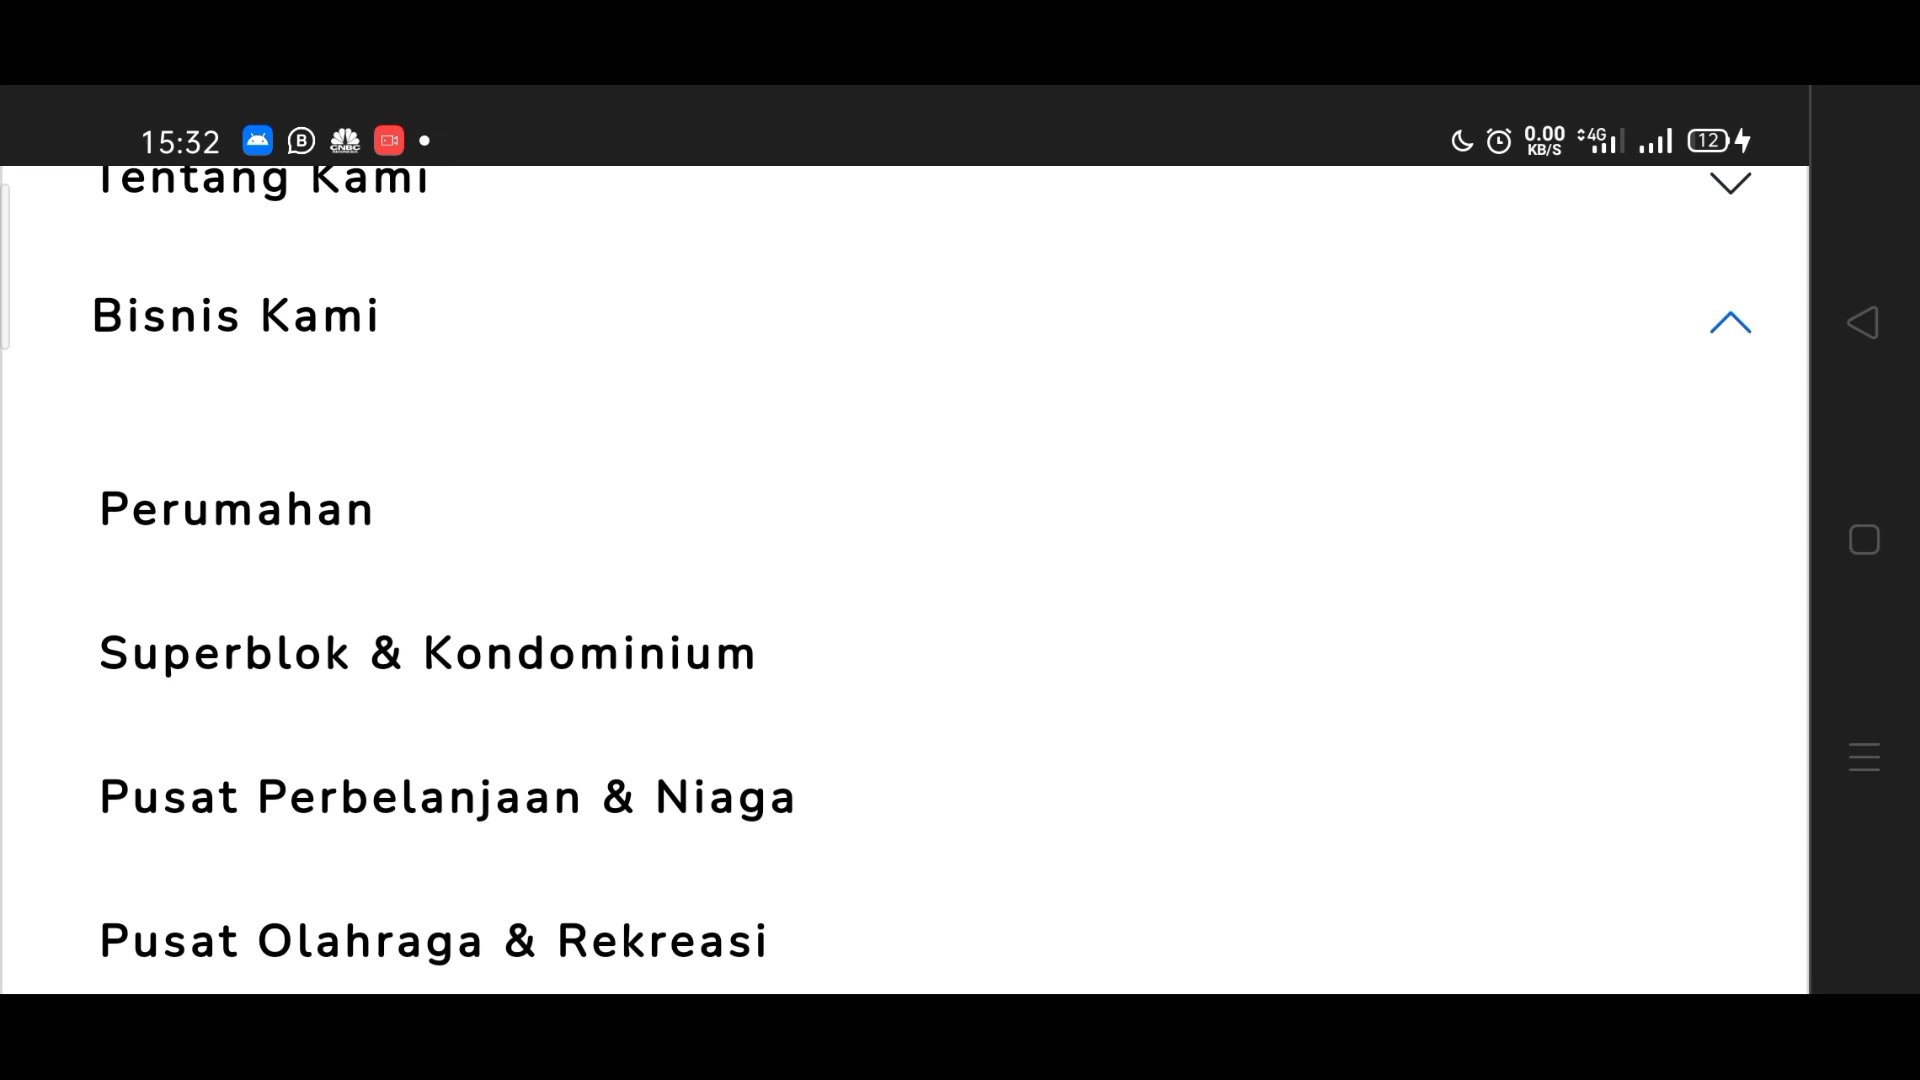 15:32 B CNBC 0.00 KB/S 4G 12
Tentang Kami
Bisnis Kami
Perumahan
Superblok & Kondominium
Pusat Perbelanjaan & Niaga
Pusat Olahraga & Rekreasi